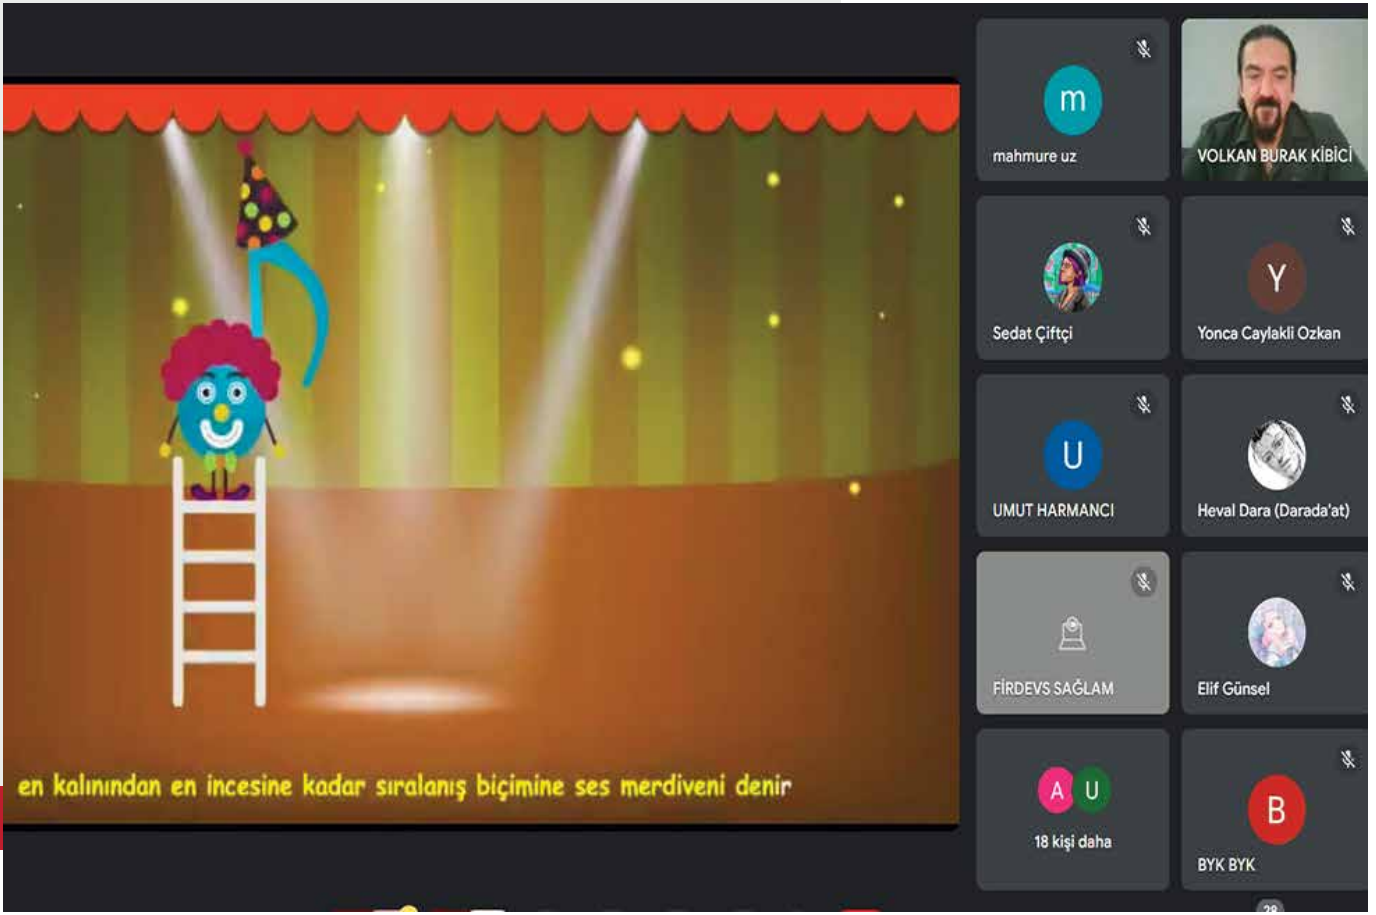 m
mahmure uz
VOLKAN BURAK KİBİCİ
Sedat Çiftçi
Y
Yonca Caylakli Ozkan
U
UMUT HARMANCI
Heval Dara (Darada'at)
FİRDEVS SAĞLAM
Elif Günsel
A U
18 kişi daha
B
BYK BYK
en kalınından en incesine kadar sıralanış biçimine ses merdiveni denir
28